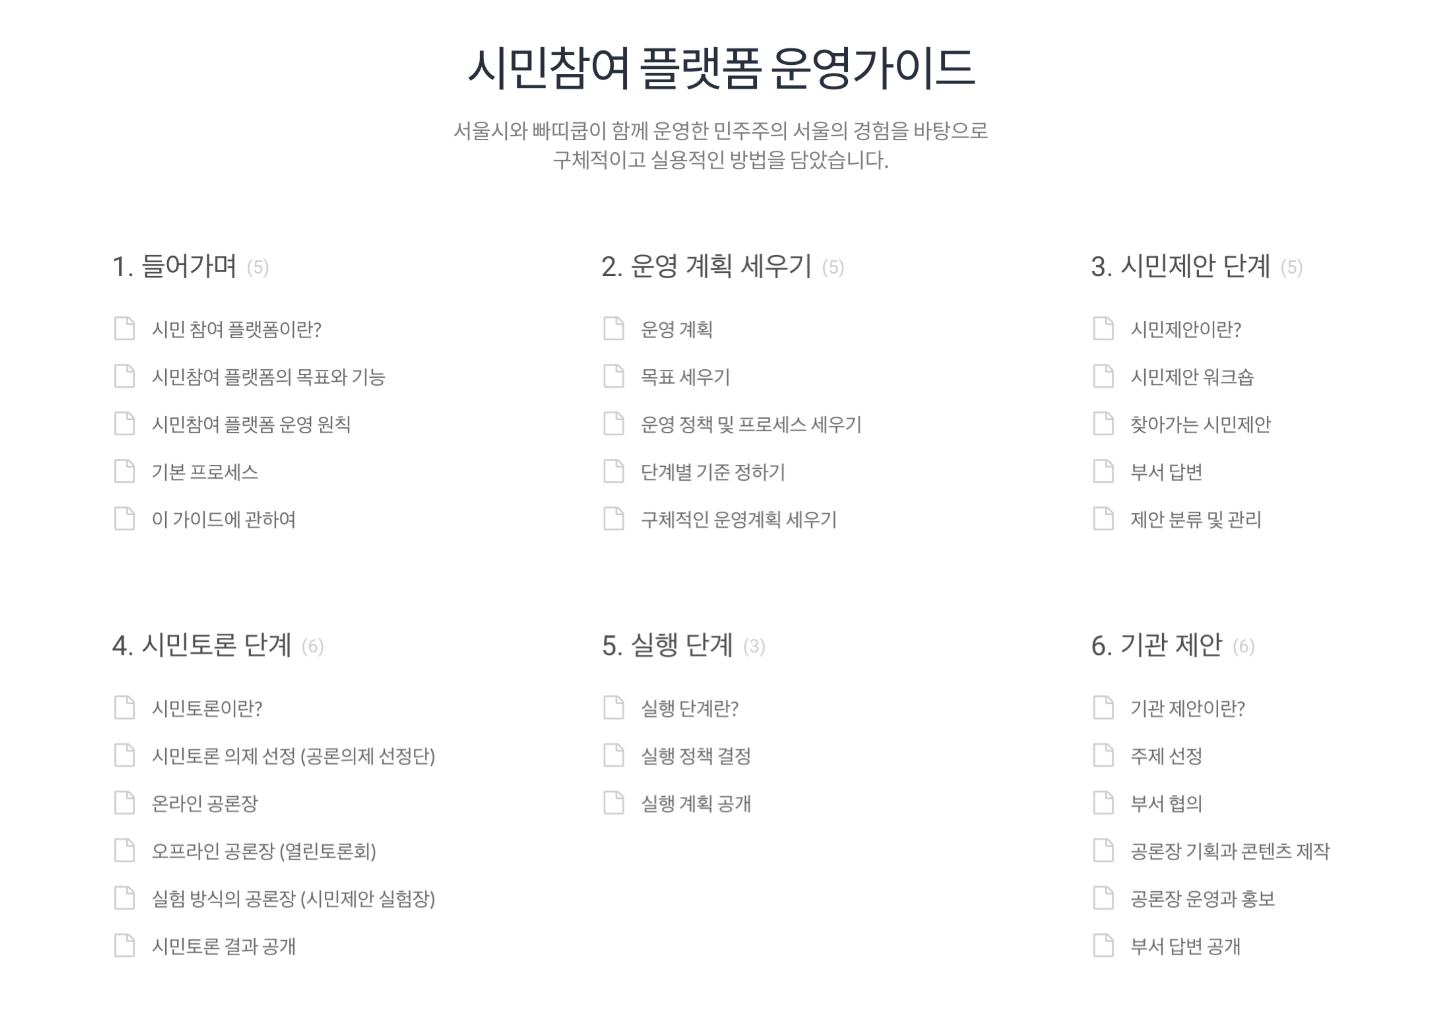 시민참여 플랫폼 운영가이드
서울시와 빠띠쿱이 함께 운영한 민주주의 서울의 경험을 바탕으로
구체적이고 실용적인 방법을 담았습니다.
1. 들어가며 (5)
시민 참여 플랫폼이란?
시민참여 플랫폼의 목표와 기능
시민참여 플랫폼 운영 원칙
기본 프로세스
이 가이드에 관하여
2. 운영 계획 세우기 (5)
운영 계획
목표 세우기
운영 정책 및 프로세스 세우기
단계별 기준 정하기
구체적인 운영계획 세우기
3. 시민제안 단계 (5)
시민제안이란?
시민제안 워크숍
찾아가는 시민제안
부서 답변
제안 분류 및 관리
4. 시민토론 단계 (6)
시민토론이란?
시민토론 의제 선정 (공론의제 선정단)
온라인 공론장
오프라인 공론장 (열린토론회)
실험 방식의 공론장 (시민제안 실험장)
시민토론 결과 공개
5. 실행 단계 (3)
실행 단계란?
실행 정책 결정
실행 계획 공개
6. 기관 제안 (6)
기관 제안이란?
주제 선정
부서 협의
공론장 기획과 콘텐츠 제작
공론장 운영과 홍보
부서 답변 공개